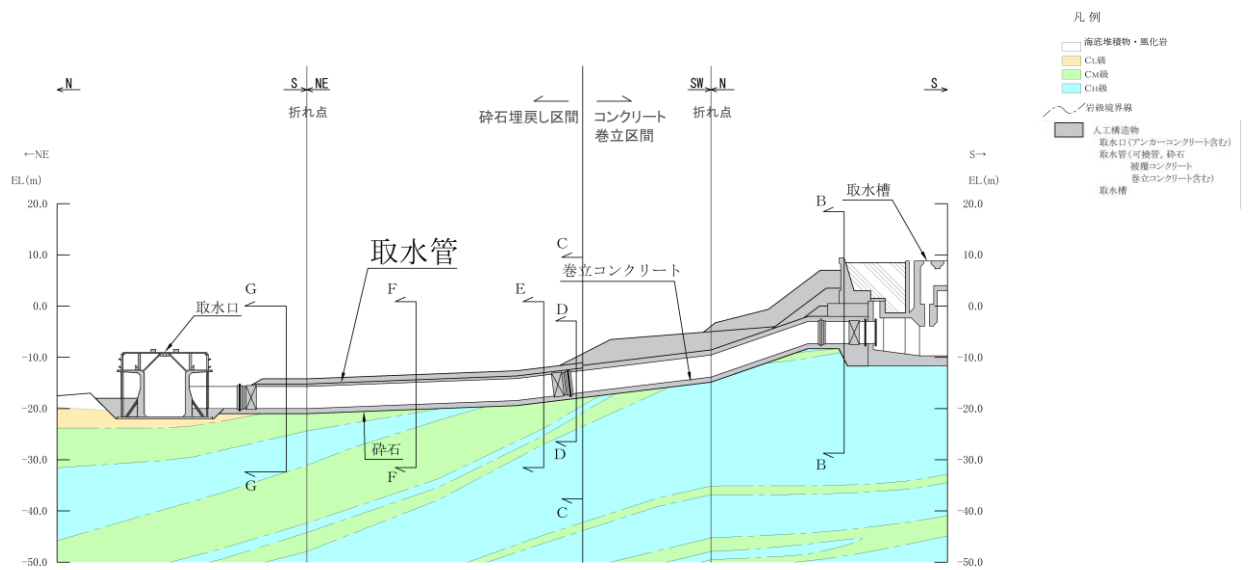 凡 例
海底堆積物・風化岩
CL級
CM級
CH級
岩級境界線
人工構造物
取水口(アンカーコンクリート含む)
取水管(可撓管, 砕石
被覆コンクリート
巻立コンクリート含む)
取水槽
N
S
NE
SW
N
S
折れ点
折れ点
砕石埋戻し区間
コンクリート
巻立区間
←NE
EL(m)
S→
EL(m)
20.0
10.0
0.0
-10.0
-20.0
-30.0
-40.0
-50.0
取水口
G
G
取水管
F
F
砕石
E
D
D
C
C
巻立コンクリート
B
B
取水槽
20.0
10.0
0.0
-10.0
-20.0
-30.0
-40.0
-50.0